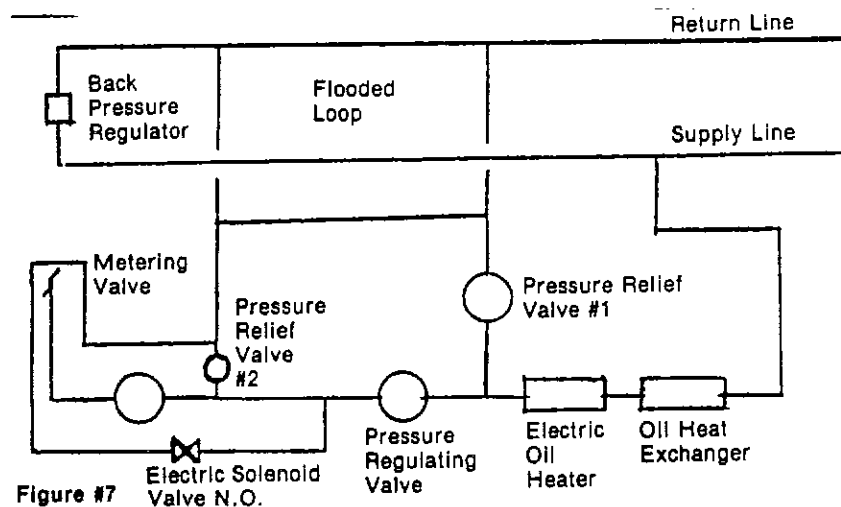 Return Line
Back
Pressure
Regulator
Flooded
Loop
Supply Line
Metering
Valve
Pressure
Relief
Valve
#2
Pressure Relief
Valve #1
Pressure
Regulating
Valve
Electric
Oil
Heater
Oil Heat
Exchanger
Electric Solenoid
Valve N.O.
Figure #7